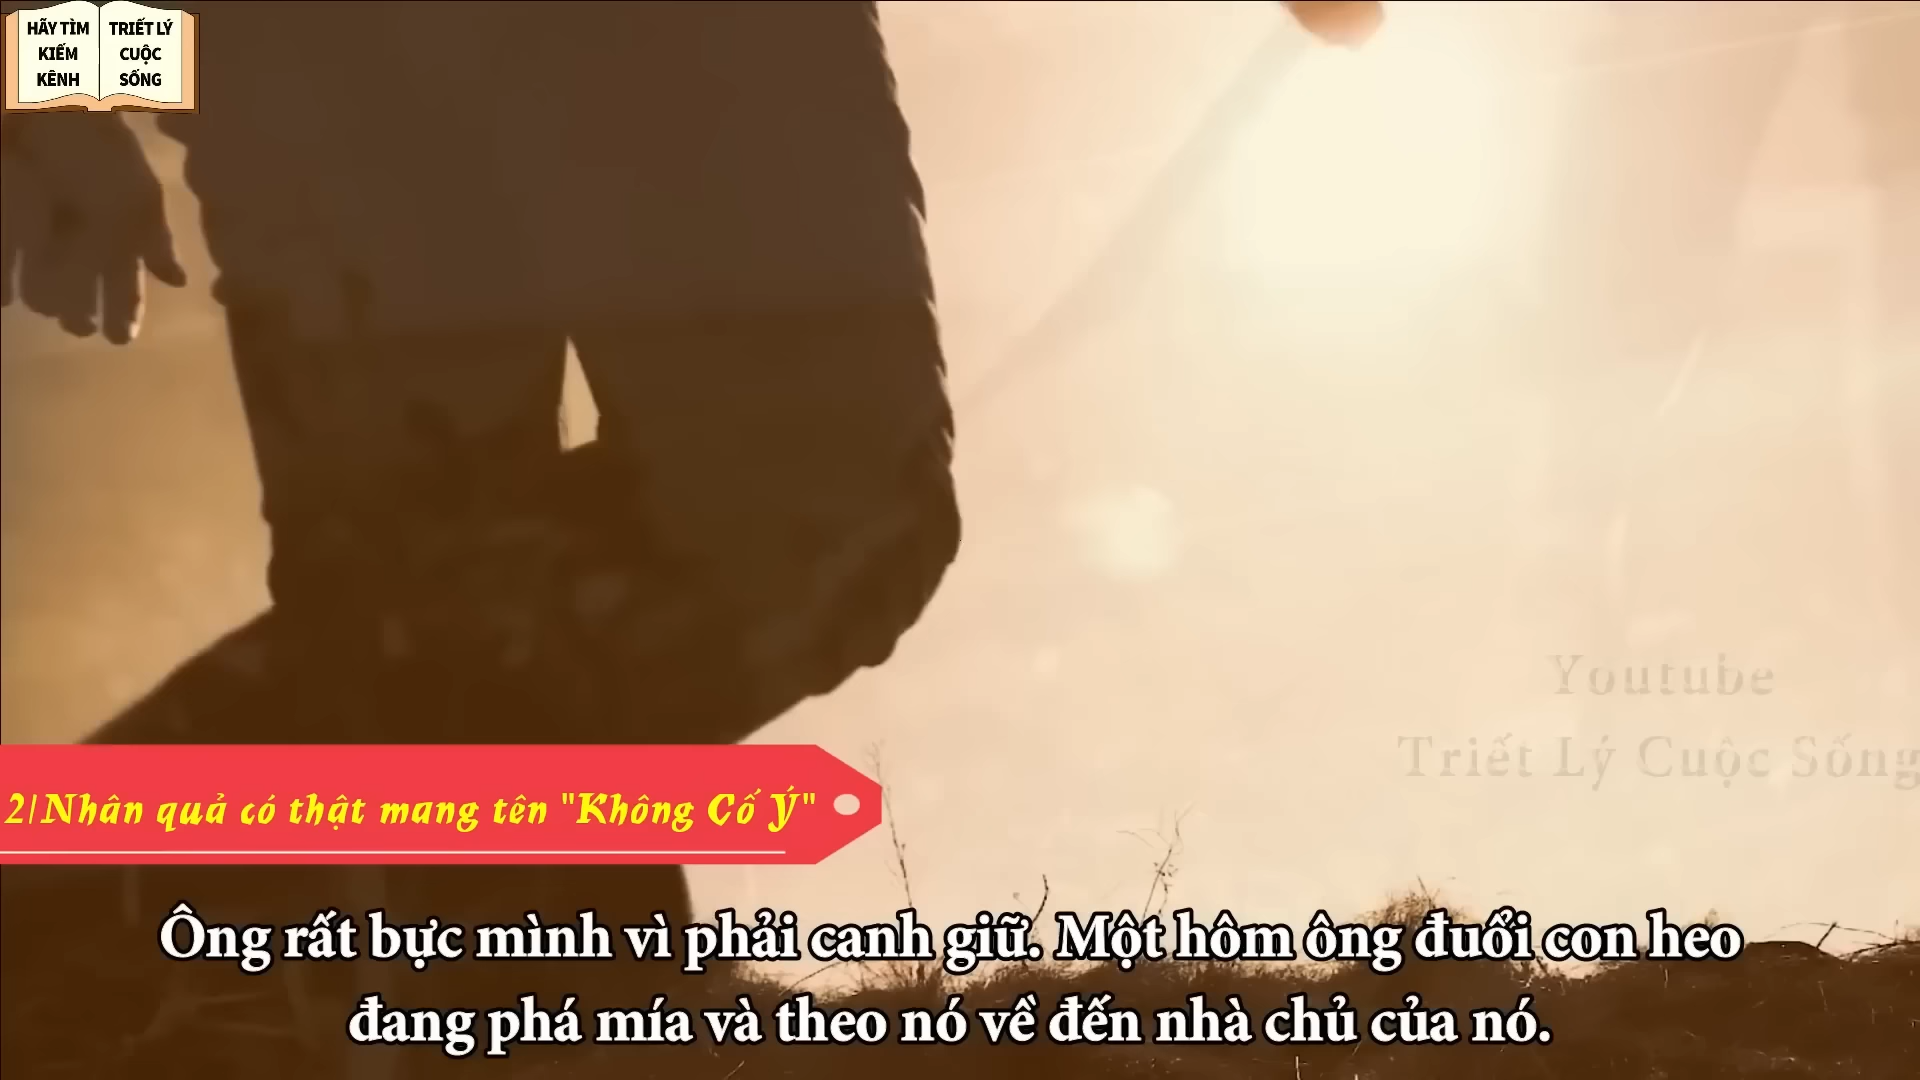 HÃY TÌM
KIẾM
KÊNH
TRIẾT LÝ
CUỘC
SỐNG
Youtube
Triết Lý Cuộc Sống
2/Nhân quả có thật mang tên "Không Cố Ý"
Ông rất bực mình vì phải canh giữ. Một hôm ông đuổi con heo
đang phá mía và theo nó về đến nhà chủ của nó.